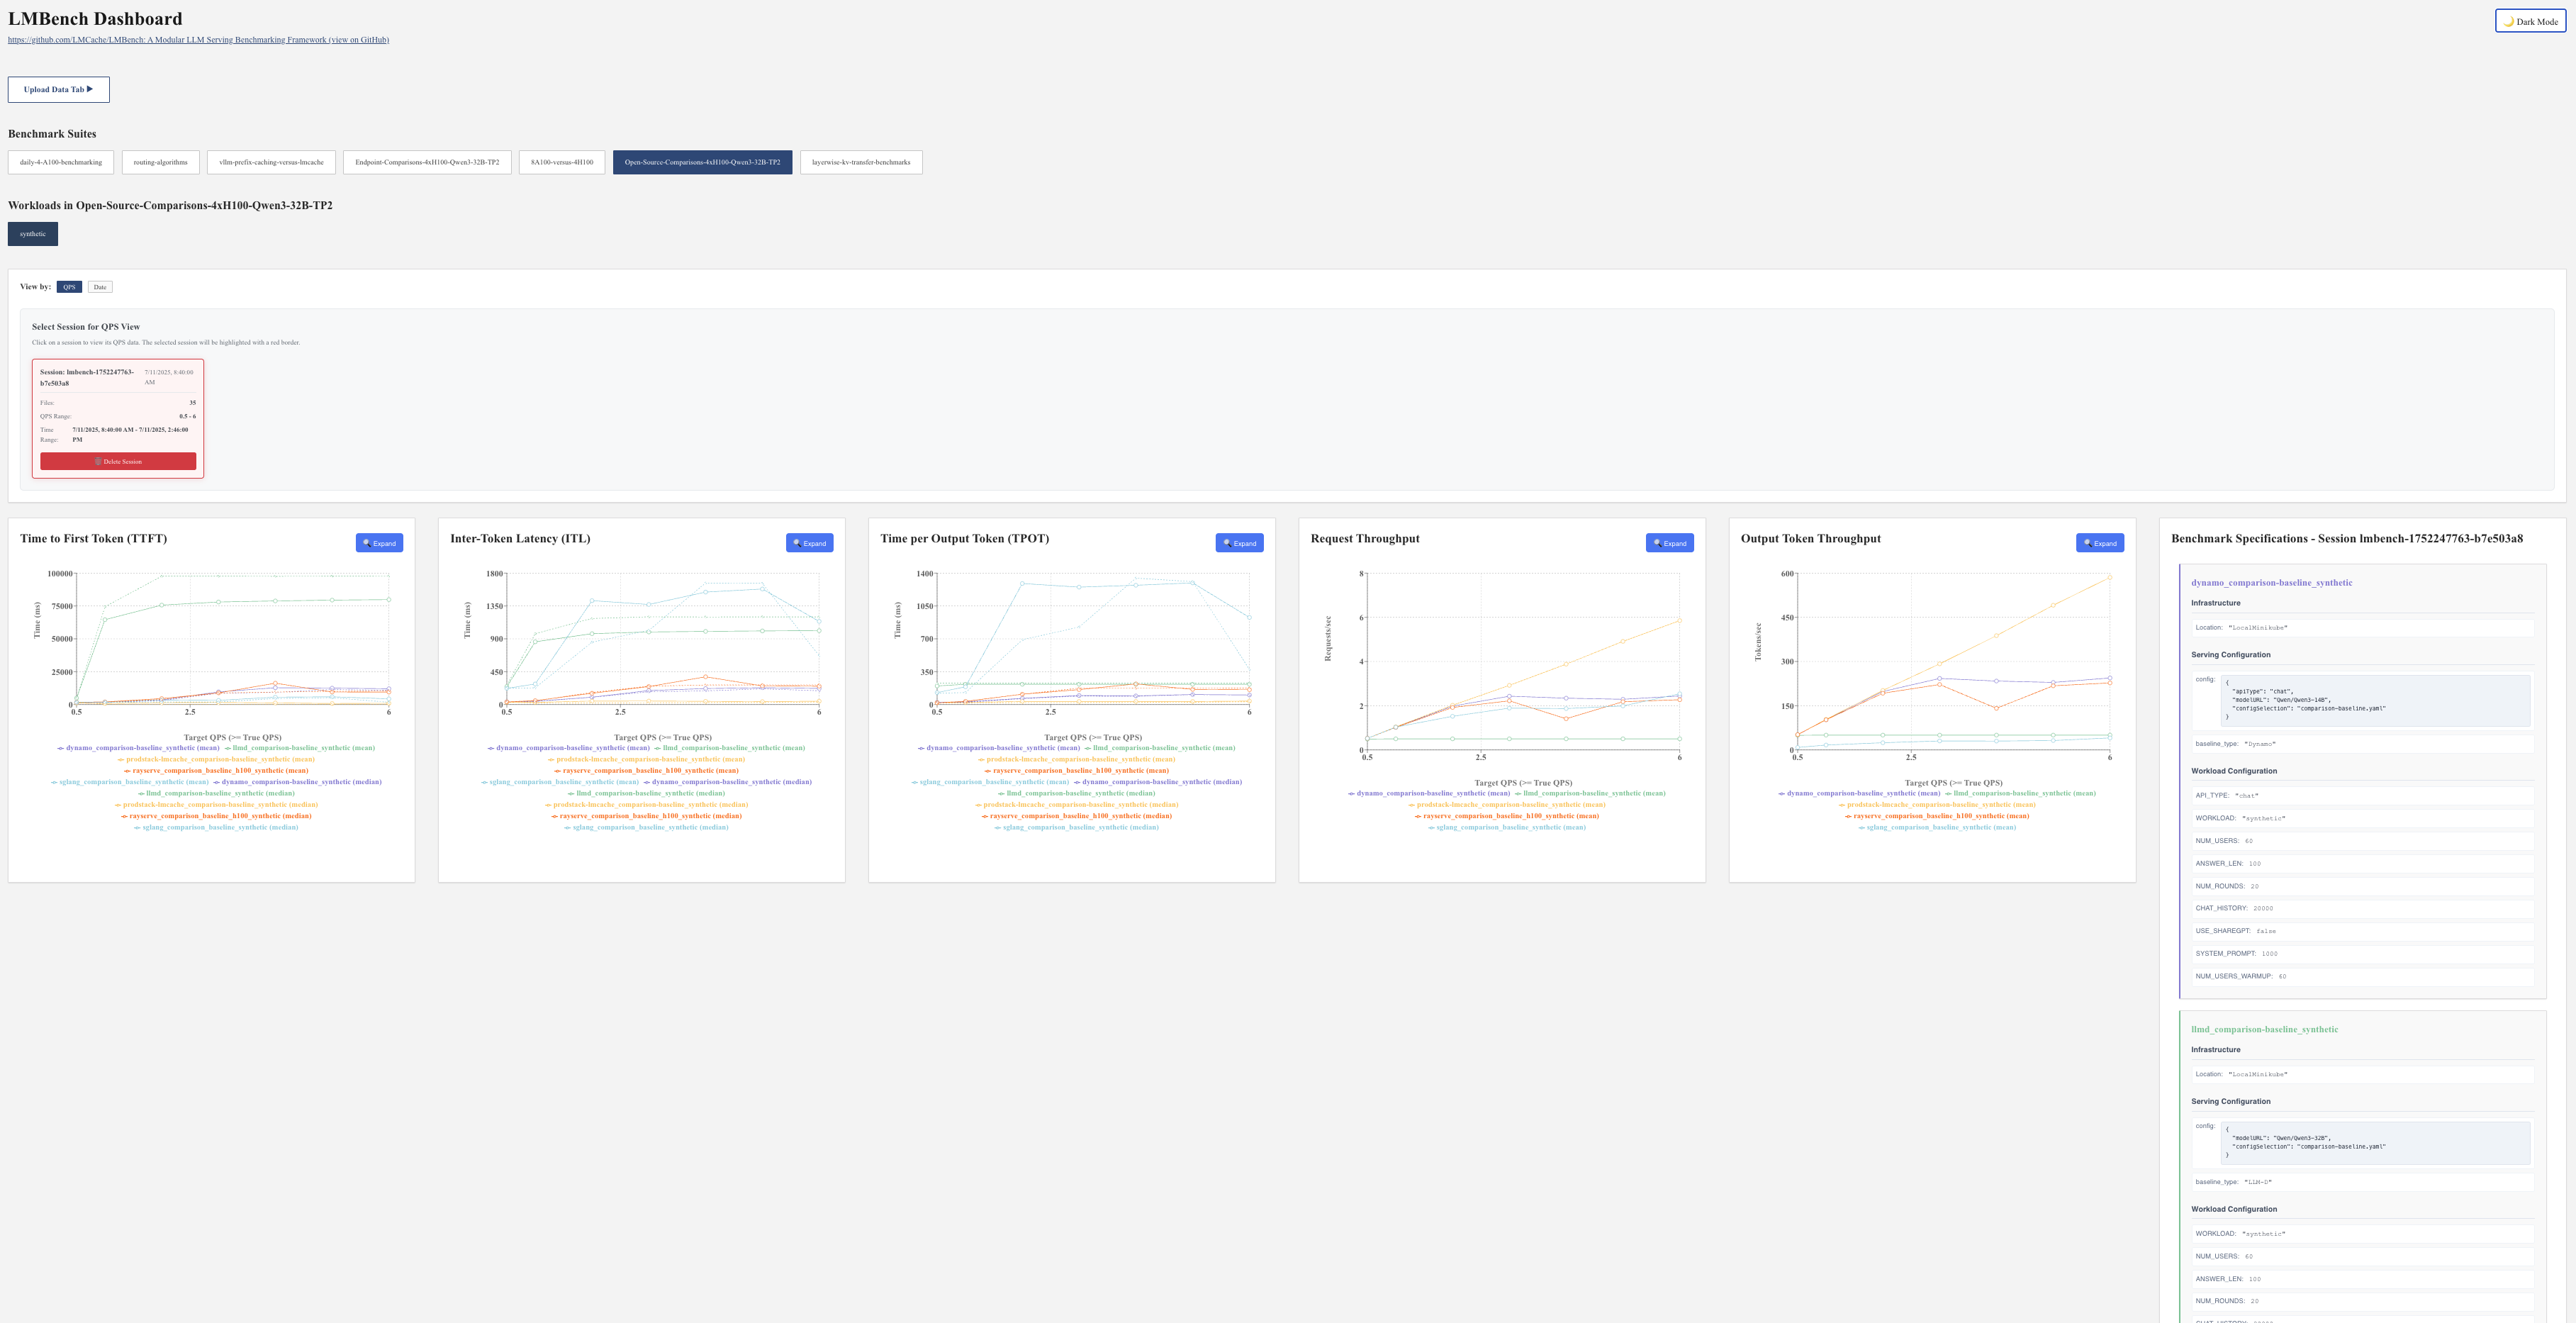 LMBench Dashboard
🌙 Dark Mode
https://github.com/LMCache/LMBench: A Modular LLM Serving Benchmarking Framework (view on GitHub)
Upload Data Tab ▶
Benchmark Suites
daily-4-A100-benchmarking
routing-algorithms
vllm-prefix-caching-versus-lmcache
Endpoint-Comparisons-4xH100-Qwen3-32B-TP2
8A100-versus-4H100
Open-Source-Comparisons-4xH100-Qwen3-32B-TP2
layerwise-kv-transfer-benchmarks
Workloads in Open-Source-Comparisons-4xH100-Qwen3-32B-TP2
synthetic
View by: QPS Date
Select Session for QPS View
Click on a session to view its QPS data. The selected session will be highlighted with a red border.
Session: lmbench-1752247763-
b7e503a8
7/11/2025, 8:40:00
AM
Files: 35
QPS Range: 0.5 - 6
Time Range: 7/11/2025, 8:40:00 AM - 7/11/2025, 2:46:00
PM
🗑 Delete Session
Time to First Token (TTFT)
🔍 Expand
100000
75000
50000
25000
0
Time (ms)
0.5 2.5 6
Target QPS (>= True QPS)
dynamo_comparison-baseline_synthetic (mean) llmd_comparison-baseline_synthetic (mean)
prodstack-lmcache_comparison-baseline_synthetic (mean)
rayserve_comparison_baseline_h100_synthetic (mean)
sglang_comparison_baseline_synthetic (mean) dynamo_comparison-baseline_synthetic (median)
llmd_comparison-baseline_synthetic (median)
prodstack-lmcache_comparison-baseline_synthetic (median)
rayserve_comparison_baseline_h100_synthetic (median)
sglang_comparison_baseline_synthetic (median)
Inter-Token Latency (ITL)
🔍 Expand
1800
1350
900
450
0
Time (ms)
0.5 2.5 6
Target QPS (>= True QPS)
dynamo_comparison-baseline_synthetic (mean) llmd_comparison-baseline_synthetic (mean)
prodstack-lmcache_comparison-baseline_synthetic (mean)
rayserve_comparison_baseline_h100_synthetic (mean)
sglang_comparison_baseline_synthetic (mean) dynamo_comparison-baseline_synthetic (median)
llmd_comparison-baseline_synthetic (median)
prodstack-lmcache_comparison-baseline_synthetic (median)
rayserve_comparison_baseline_h100_synthetic (median)
sglang_comparison_baseline_synthetic (median)
Time per Output Token (TPOT)
🔍 Expand
1400
1050
700
350
0
Time (ms)
0.5 2.5 6
Target QPS (>= True QPS)
dynamo_comparison-baseline_synthetic (mean) llmd_comparison-baseline_synthetic (mean)
prodstack-lmcache_comparison-baseline_synthetic (mean)
rayserve_comparison_baseline_h100_synthetic (mean)
sglang_comparison_baseline_synthetic (mean) dynamo_comparison-baseline_synthetic (median)
llmd_comparison-baseline_synthetic (median)
prodstack-lmcache_comparison-baseline_synthetic (median)
rayserve_comparison_baseline_h100_synthetic (median)
sglang_comparison_baseline_synthetic (median)
Request Throughput
🔍 Expand
8
6
4
2
0
Requests/sec
0.5 2.5 6
Target QPS (>= True QPS)
dynamo_comparison-baseline_synthetic (mean) llmd_comparison-baseline_synthetic (mean)
prodstack-lmcache_comparison-baseline_synthetic (mean)
rayserve_comparison_baseline_h100_synthetic (mean)
sglang_comparison_baseline_synthetic (mean)
Output Token Throughput
🔍 Expand
600
450
300
150
0
Tokens/sec
0.5 2.5 6
Target QPS (>= True QPS)
dynamo_comparison-baseline_synthetic (mean) llmd_comparison-baseline_synthetic (mean)
prodstack-lmcache_comparison-baseline_synthetic (mean)
rayserve_comparison_baseline_h100_synthetic (mean)
sglang_comparison_baseline_synthetic (mean)
Benchmark Specifications - Session lmbench-1752247763-b7e503a8
dynamo_comparison-baseline_synthetic
Infrastructure
Location: "LocalMinikube"
Serving Configuration
config: {
"apiType": "chat",
"modelURL": "Qwen/Qwen3-14B",
"configSelection": "comparison-baseline.yaml"
}
baseline_type: "Dynamo"
Workload Configuration
API_TYPE: "chat"
WORKLOAD: "synthetic"
NUM_USERS: 60
ANSWER_LEN: 100
NUM_ROUNDS: 20
CHAT_HISTORY: 20000
USE_SHAREGPT: false
SYSTEM_PROMPT: 1000
NUM_USERS_WARMUP: 60
llmd_comparison-baseline_synthetic
Infrastructure
Location: "LocalMinikube"
Serving Configuration
config: {
"modelURL": "Qwen/Qwen3-32B",
"configSelection": "comparison-baseline.yaml"
}
baseline_type: "LLM-D"
Workload Configuration
WORKLOAD: "synthetic"
NUM_USERS: 60
ANSWER_LEN: 100
NUM_ROUNDS: 20